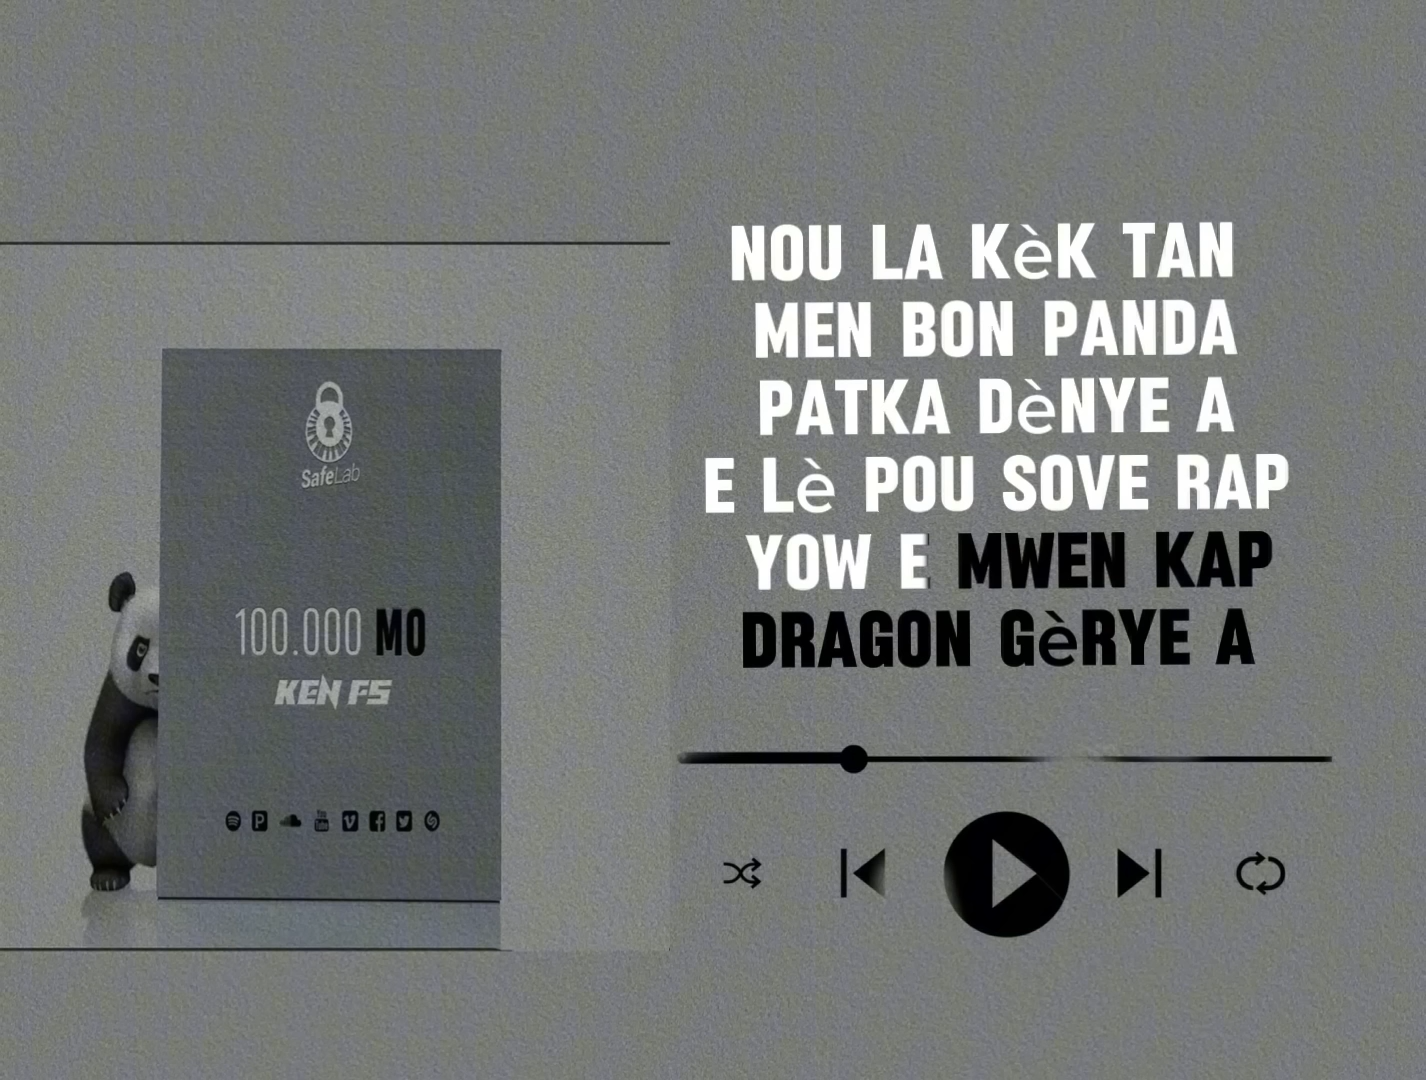 SafeLab
100.000 MO
KEN FS
NOU LA KèK TAN
MEN BON PANDA
PATKA DèNYE A
E Lè POU SOVE RAP
YOW E MWEN KAP
DRAGON GèRYE A